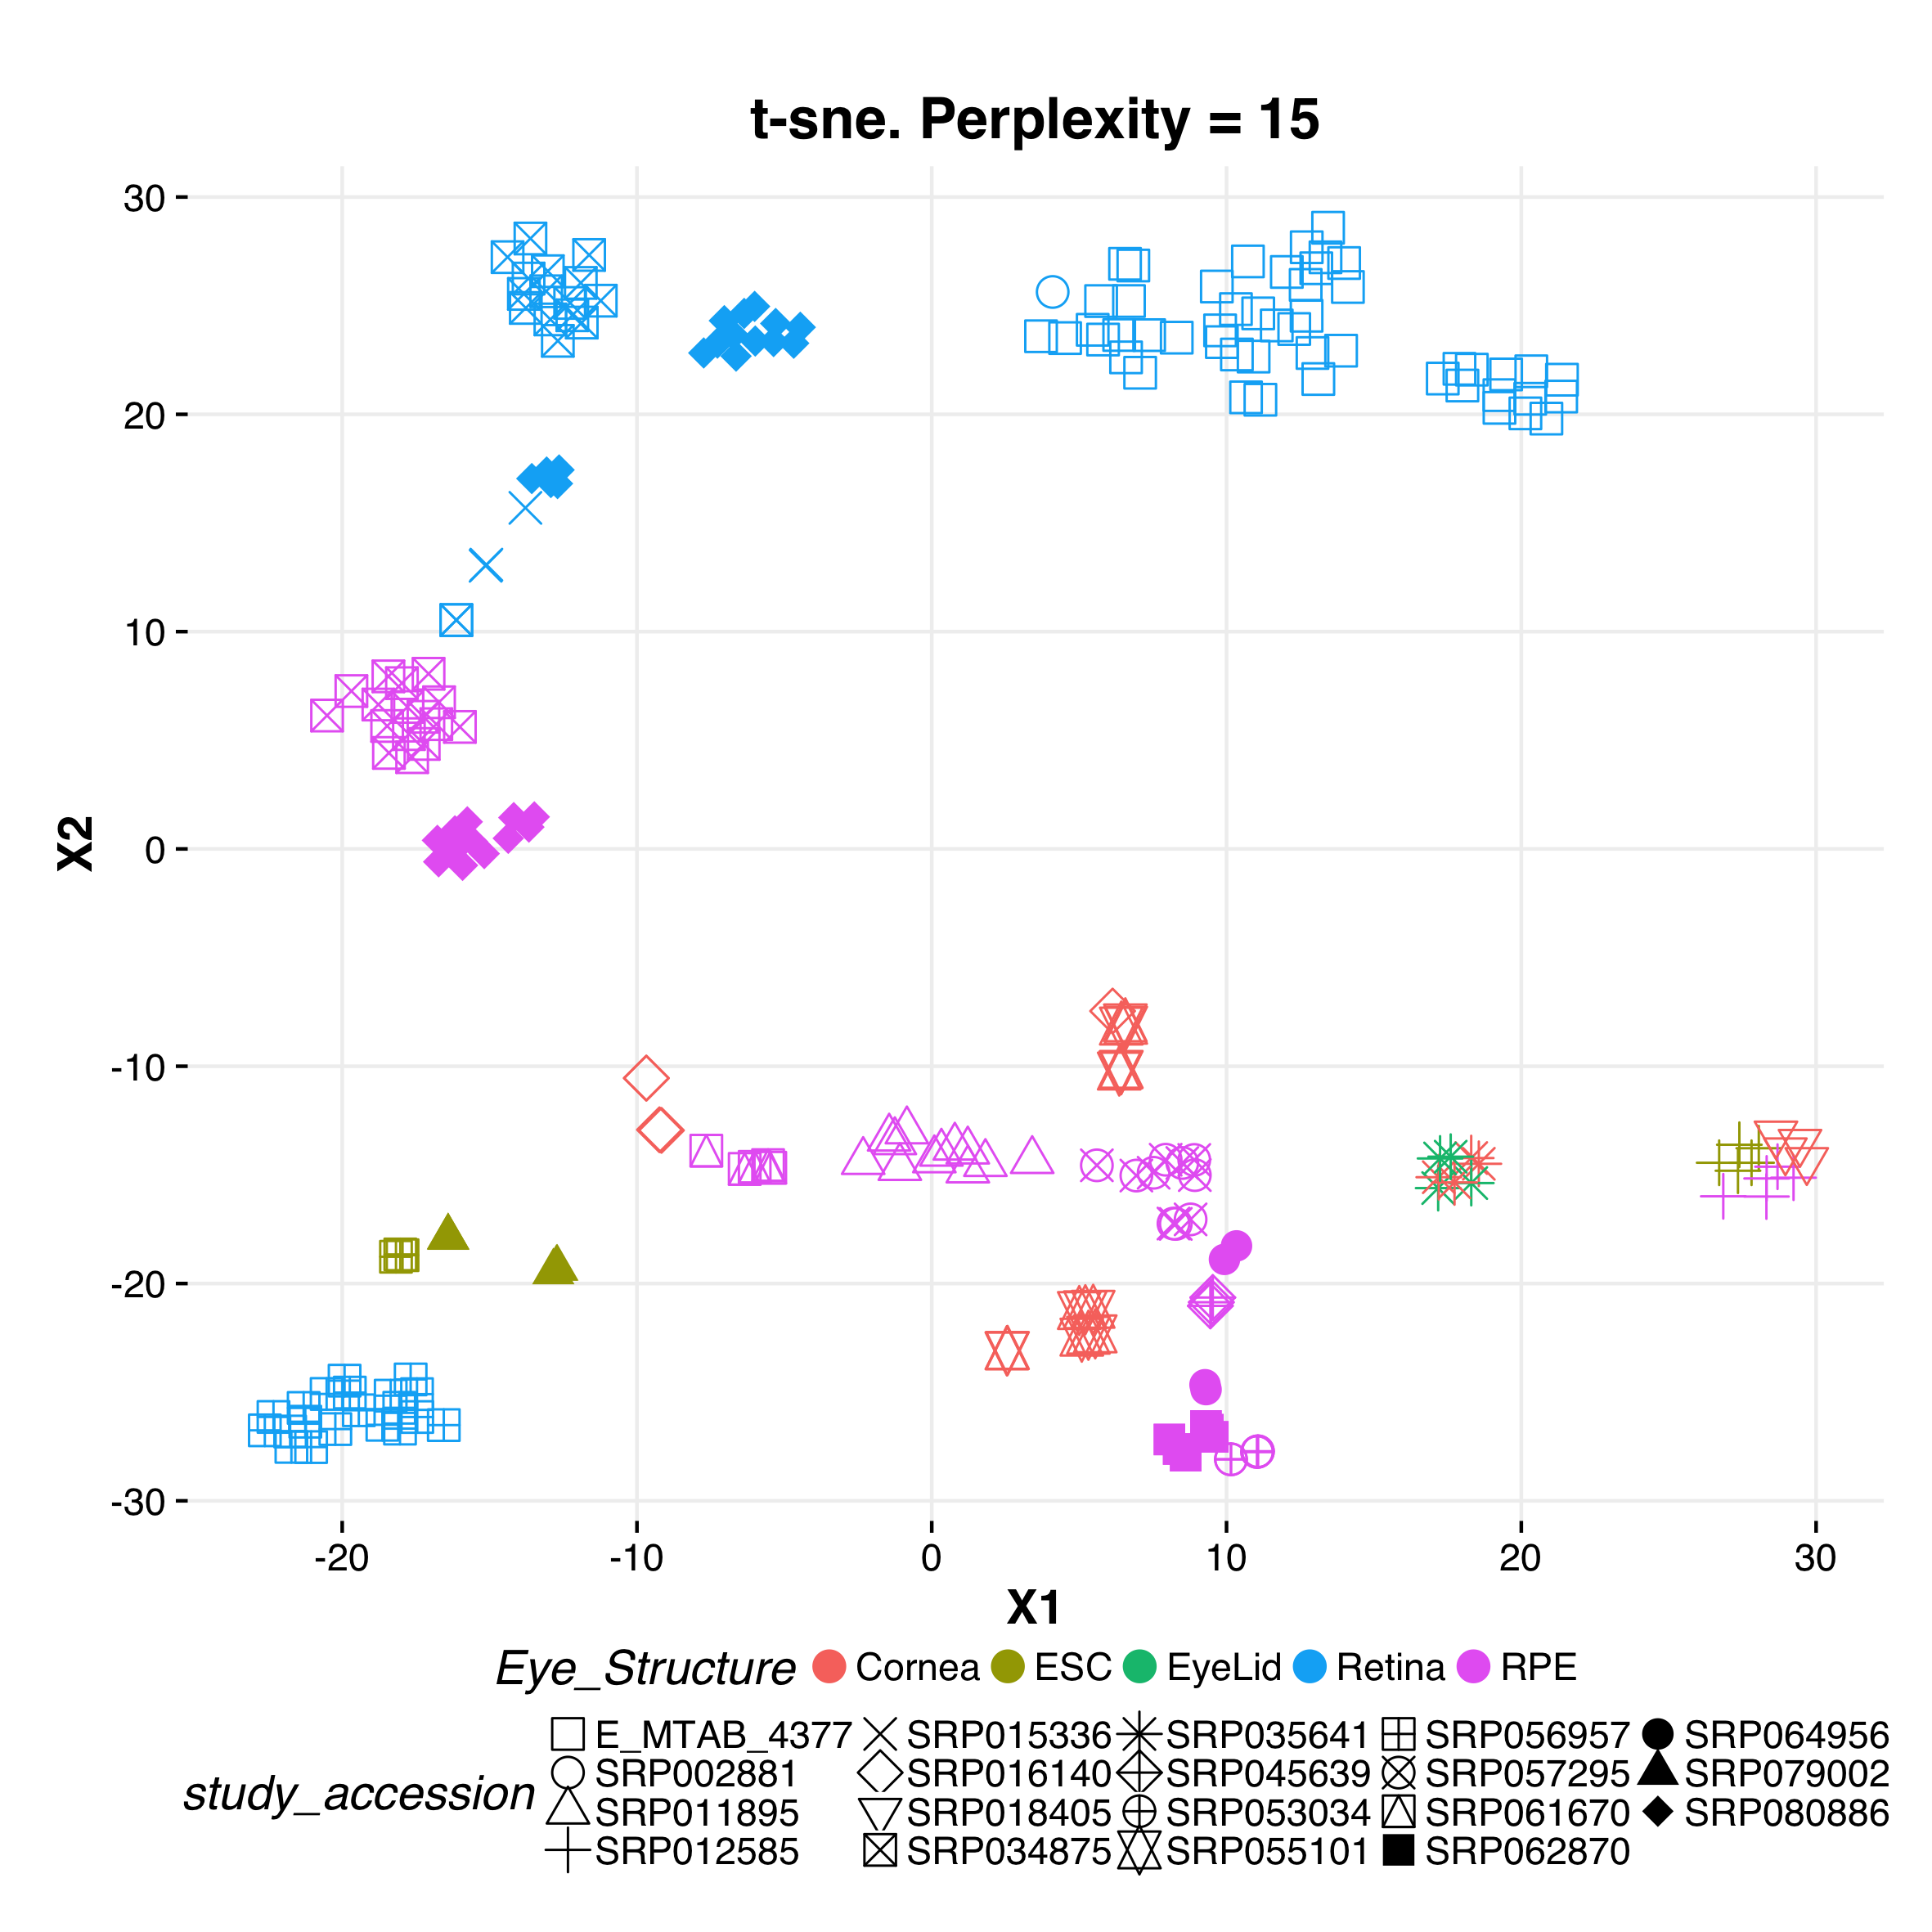 t-sne. Perplexity = 15
30
20
10
0
-10
-20
-30
X2
-20 -10 0 10 20 30
X1
Eye_Structure Cornea ESC EyeLid Retina RPE
study_accession
E_MTAB_4377 SRP015336 SRP035641 SRP056957 SRP064956
SRP002881 SRP016140 SRP045639 SRP057295 SRP079002
SRP011895 SRP018405 SRP053034 SRP061670 SRP080886
SRP012585 SRP034875 SRP055101 SRP062870